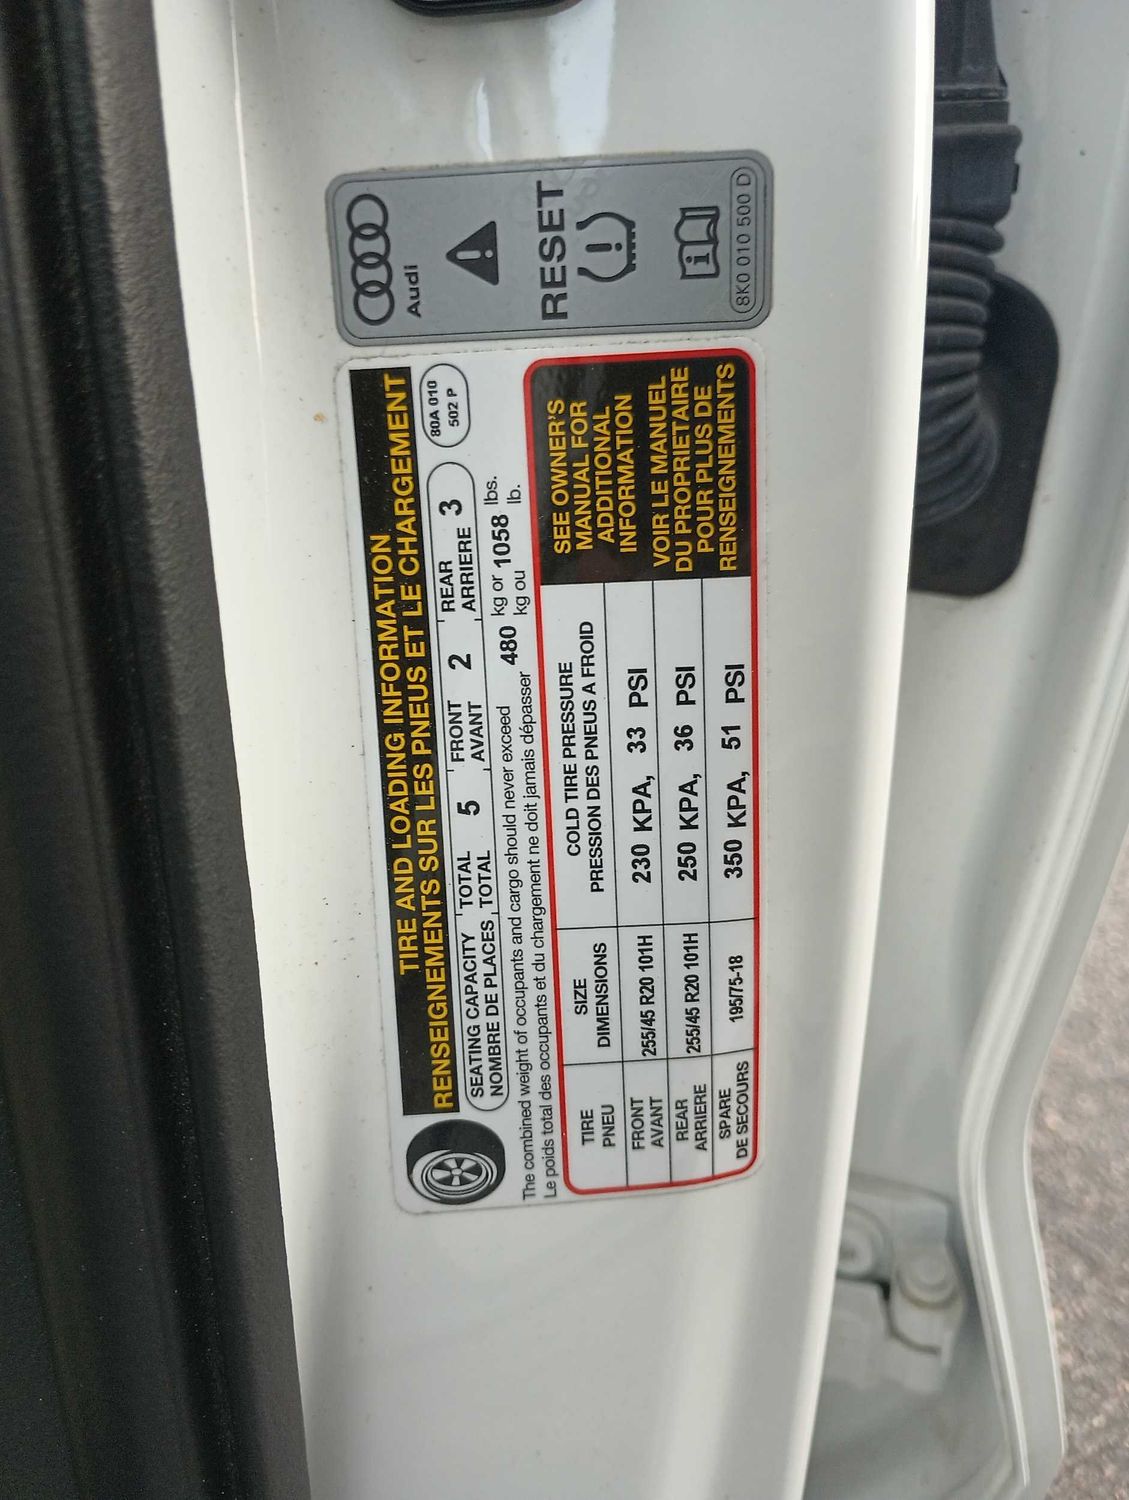 TIRE AND LOADING INFORMATION
RENSEIGNEMENTS SUR LES PNEUS ET LE CHARGEMENT
SEATING CAPACITY TOTAL 5 FRONT 2 REAR 3
NOMBRE DE PLACES TOTAL AVANT ARRIERE
80A 010
502 P
The combined weight of occupants and cargo should never exceed 480 kg or 1058 lbs.
Le poids total des occupants et du chargement ne doit jamais dépasser kg ou lb.
TIRE SIZE COLD TIRE PRESSURE
PNEU DIMENSIONS PRESSION DES PNEUS A FROID
FRONT 255/45 R20 101H 230 KPA, 33 PSI
AVANT
REAR 255/45 R20 101H 250 KPA, 36 PSI
ARRIERE
SPARE 195/75-18 350 KPA, 51 PSI
DE SECOURS
SEE OWNER'S
MANUAL FOR
ADDITIONAL
INFORMATION
VOIR LE MANUEL
DU PROPRIETAIRE
POUR PLUS DE
RENSEIGNEMENTS
Audi
RESET
8K0 010 500 D